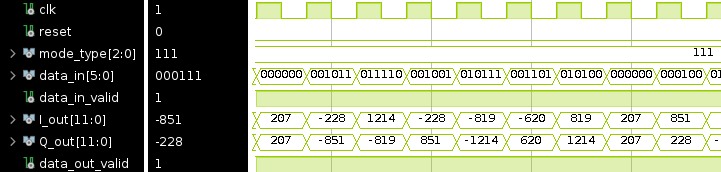 clk 1
reset 0
mode_type[2:0] 111 111
data_in[5:0] 000111 000000 001011 011110 001001 010111 001101 010100 000000 000100 01
data_in_valid 1
I_out[11:0] -851 207 -228 1214 -228 -819 -620 819 207 851 -
Q_out[11:0] -228 207 -851 -819 851 -1214 620 1214 207 228 -
data_out_valid 1